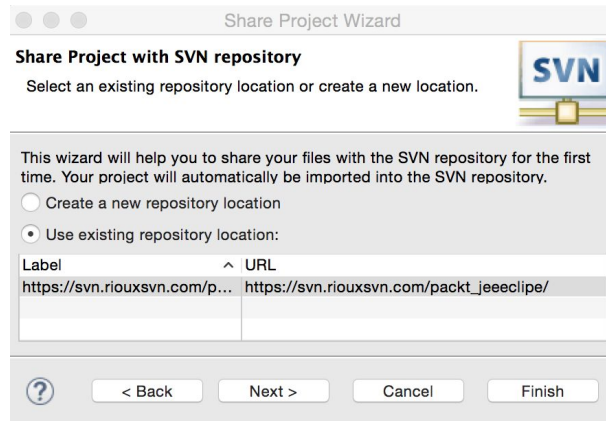 Share Project Wizard
Share Project with SVN repository
Select an existing repository location or create a new location.
SVN
This wizard will help you to share your files with the SVN repository for the first
time. Your project will automatically be imported into the SVN repository.
Create a new repository location
Use existing repository location:
Label URL
https://svn.riouxsvn.com/p... https://svn.riouxsvn.com/packt_jeeeclipe/
? < Back Next > Cancel Finish